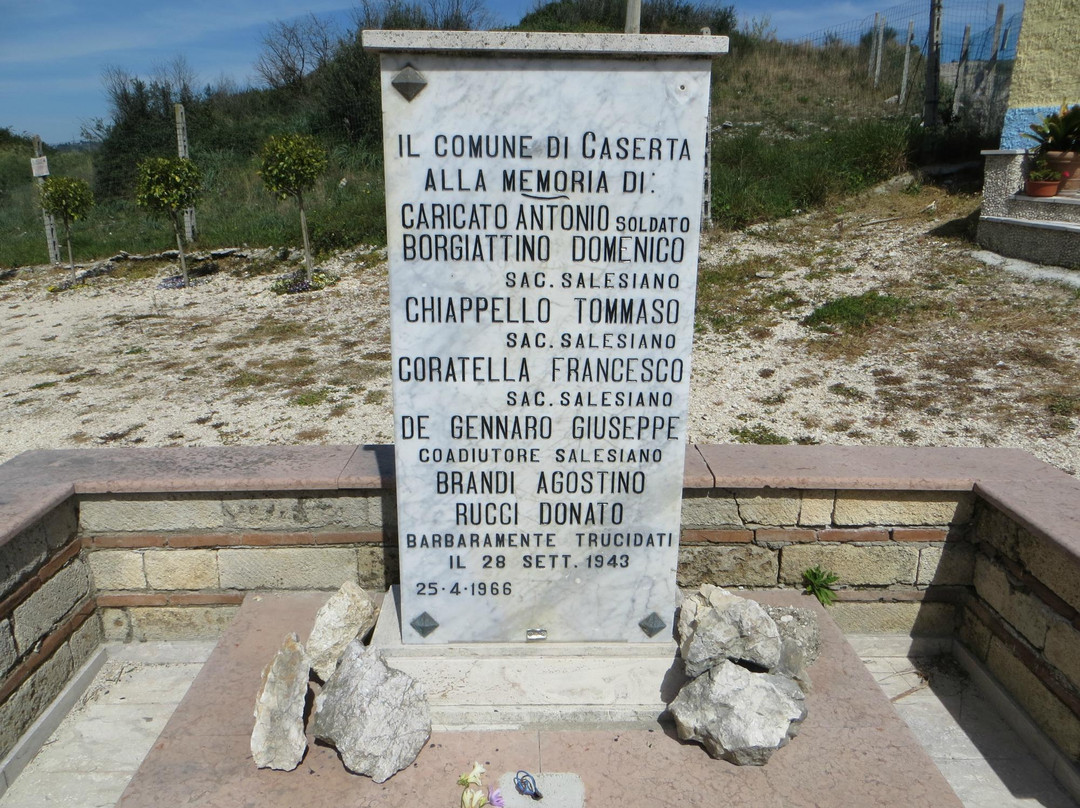 IL COMUNE DI CASERTA
ALLA MEMORIA DI:
CARICATO ANTONIO SOLDATO
BORGIATTINO DOMENICO
SAC. SALESIANO
CHIAPPELLO TOMMASO
SAC. SALESIANO
CORATELLA FRANCESCO
SAC. SALESIANO
DE GENNARO GIUSEPPE
COADIUTORE SALESIANO
BRANDI AGOSTINO
RUCCI DONATO
BARBARAMENTE TRUCIDATI
IL 28 SETT. 1943
25·4·1966